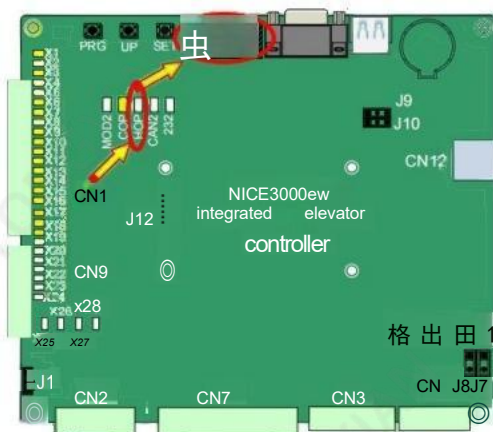 PRG UP SET 虫
X1
X2
X3
X4
X5
X6
X7
X8
X9
X10
X11
X12
X13
X14
X15
X16
X17
X18
X19
X20
X21
X22
X23
X24
MOD2 COP HOP CAN2 232
J9
J10
CN12
CN1
NICE3000ew
integrated elevator
controller
J12
CN9
x28
X26
X25 X27
格出田1
J1
CN2 CN7 CN3 CN J8J7